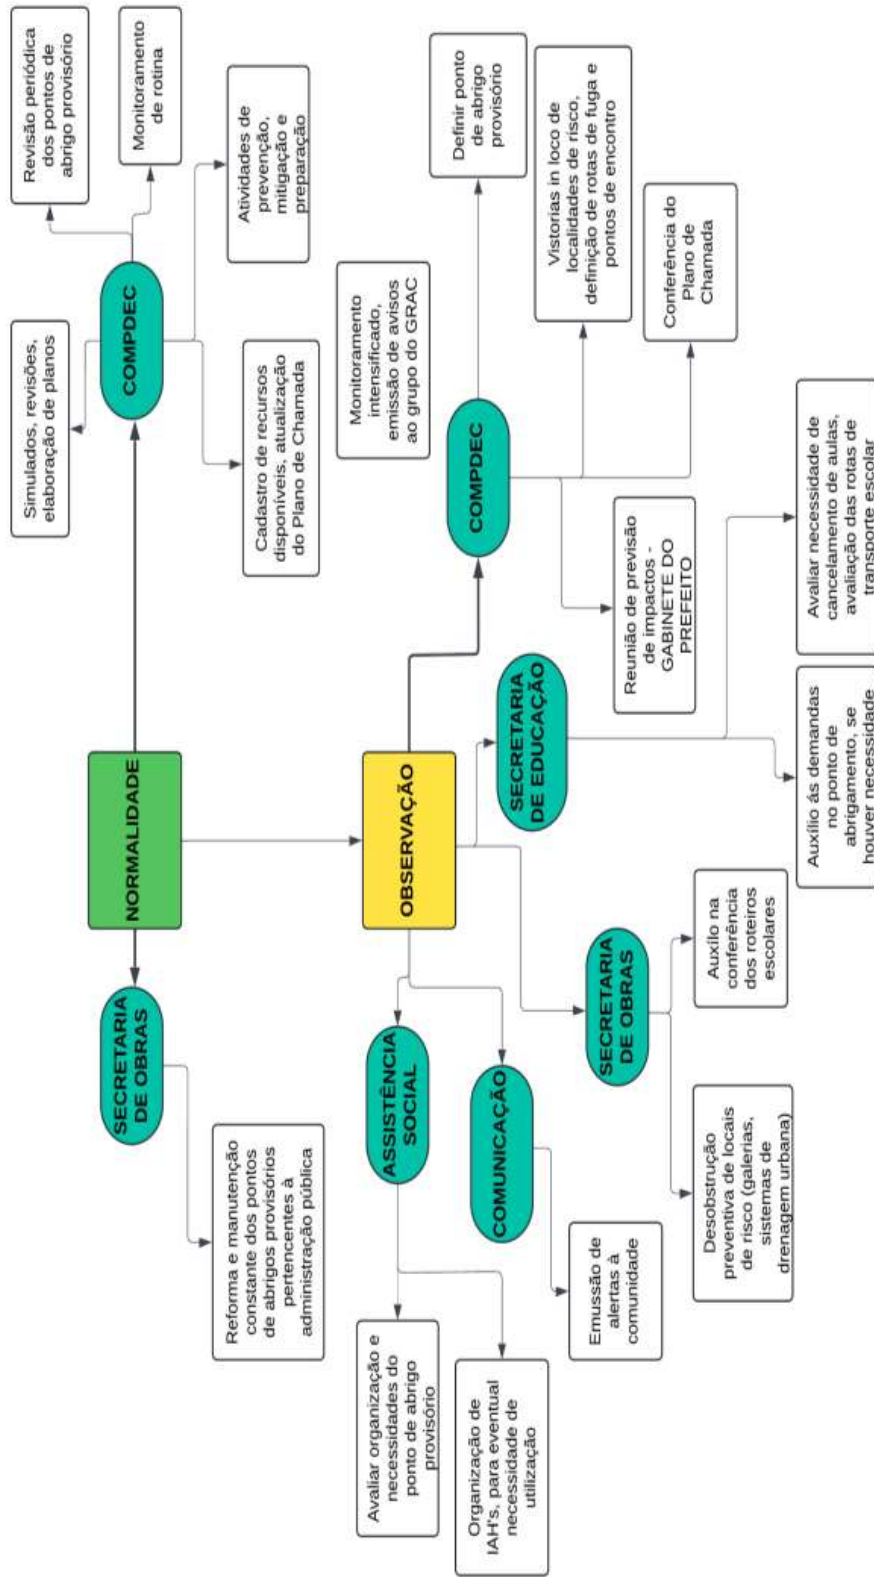 SECRETARIA
DE OBRAS
NORMALIDADE
COMPDEC
Simulados, revisões,
elaboração de planos
Revisão periódica
dos pontos de
abrigo provisório
Monitoramento
de rotina
Atividades de
prevenção,
mitigação e
preparação
Cadastro de recursos
disponíveis, atualização
do Plano de Chamada
Reforma e manutenção
constante dos pontos
de abrigos provisórios
pertencentes à
administração pública
Monitoramento
intensificado,
emissão de avisos
ao grupo do GRAC
ASSISTÊNCIA
SOCIAL
OBSERVAÇÃO
COMPDEC
Definir ponto
de abrigo
provisório
Avaliar organização e
necessidades do
ponto de abrigo
provisório
Organização de
IAH's, para eventual
necessidade de
utilização
COMUNICAÇÃO
SECRETARIA
DE EDUCAÇÃO
Vistorias in loco de
localidades de risco,
definição de rotas de fuga e
pontos de encontro
Emussão de
alertas à
comunidade
SECRETARIA
DE OBRAS
Reunião de previsão
de impactos -
GABINETE DO
PREFEITO
Conferência do
Plano de
Chamada
Desobstrução
preventiva de locais
de risco (galerias,
sistemas de
drenagem urbana)
Auxílo na
conferência
dos roteiros
escolares
Auxílio ás demandas
no ponto de
abrigamento, se
houver necessidade
Avaliar necessidade de
cancelamento de aulas,
avaliação das rotas de
transporte escolar